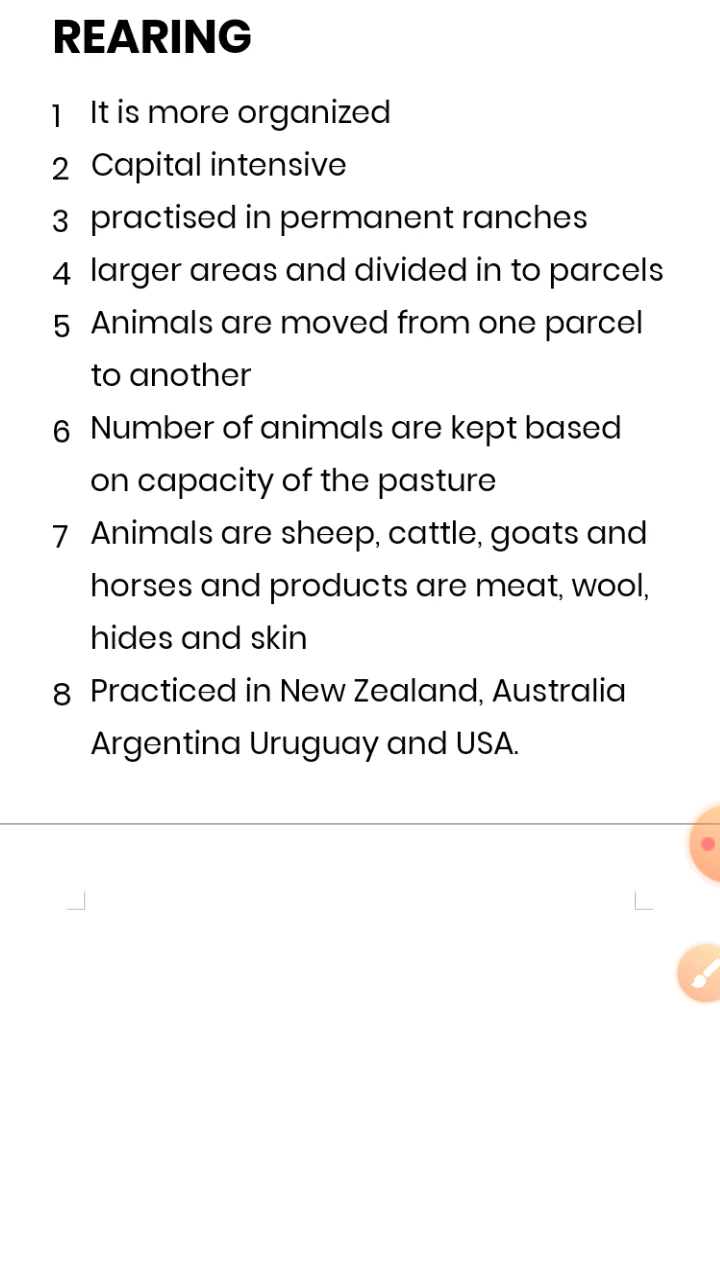 REARING
1 It is more organized
2 Capital intensive
3 practised in permanent ranches
4 larger areas and divided in to parcels
5 Animals are moved from one parcel
to another
6 Number of animals are kept based
on capacity of the pasture
7 Animals are sheep, cattle, goats and
horses and products are meat, wool,
hides and skin
8 Practiced in New Zealand, Australia
Argentina Uruguay and USA.